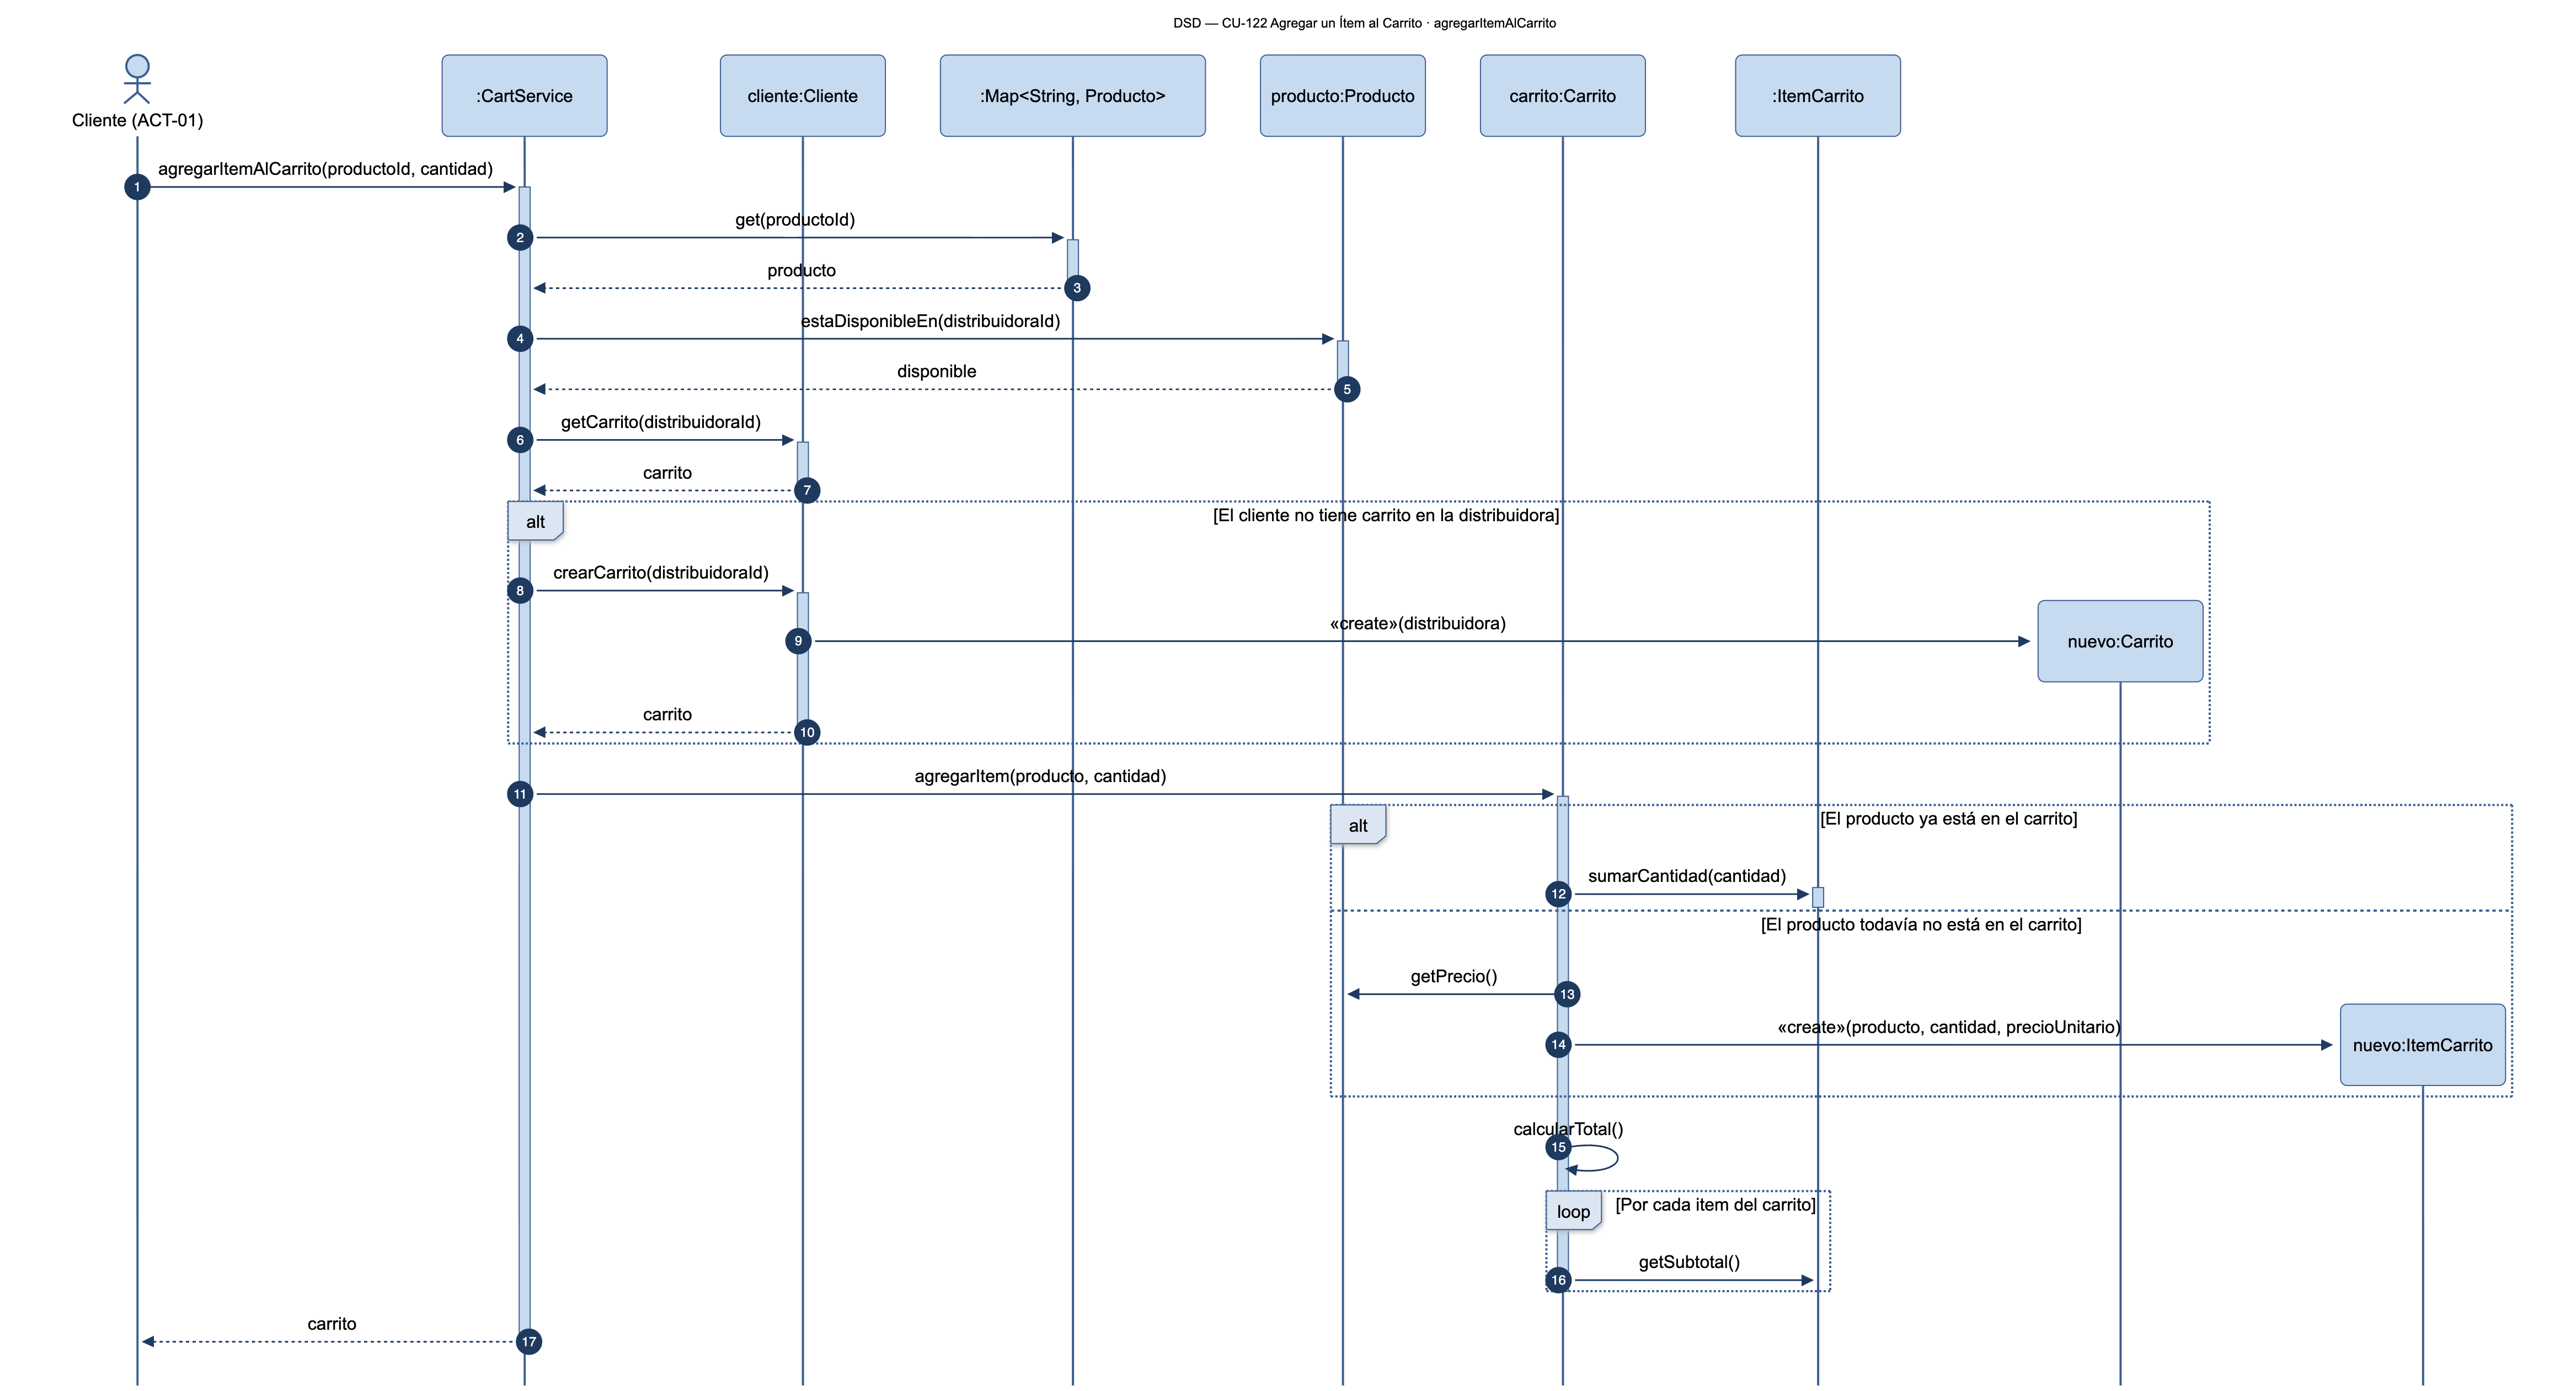 DSD — CU-122 Agregar un Ítem al Carrito · agregarItemAlCarrito
Cliente (ACT-01)
:CartService
cliente:Cliente
:Map<String, Producto>
producto:Producto
carrito:Carrito
:ItemCarrito
1
agregarItemAlCarrito(productoId, cantidad)
2
get(productoId)
producto
3
4
estaDisponibleEn(distribuidoraId)
disponible
5
6
getCarrito(distribuidoraId)
carrito
7
alt
[El cliente no tiene carrito en la distribuidora]
8
crearCarrito(distribuidoraId)
9
«create»(distribuidora)
nuevo:Carrito
carrito
10
11
agregarItem(producto, cantidad)
alt
[El producto ya está en el carrito]
12
sumarCantidad(cantidad)
[El producto todavía no está en el carrito]
getPrecio()
13
14
«create»(producto, cantidad, precioUnitario)
nuevo:ItemCarrito
calcularTotal()
15
loop
[Por cada item del carrito]
16
getSubtotal()
carrito
17